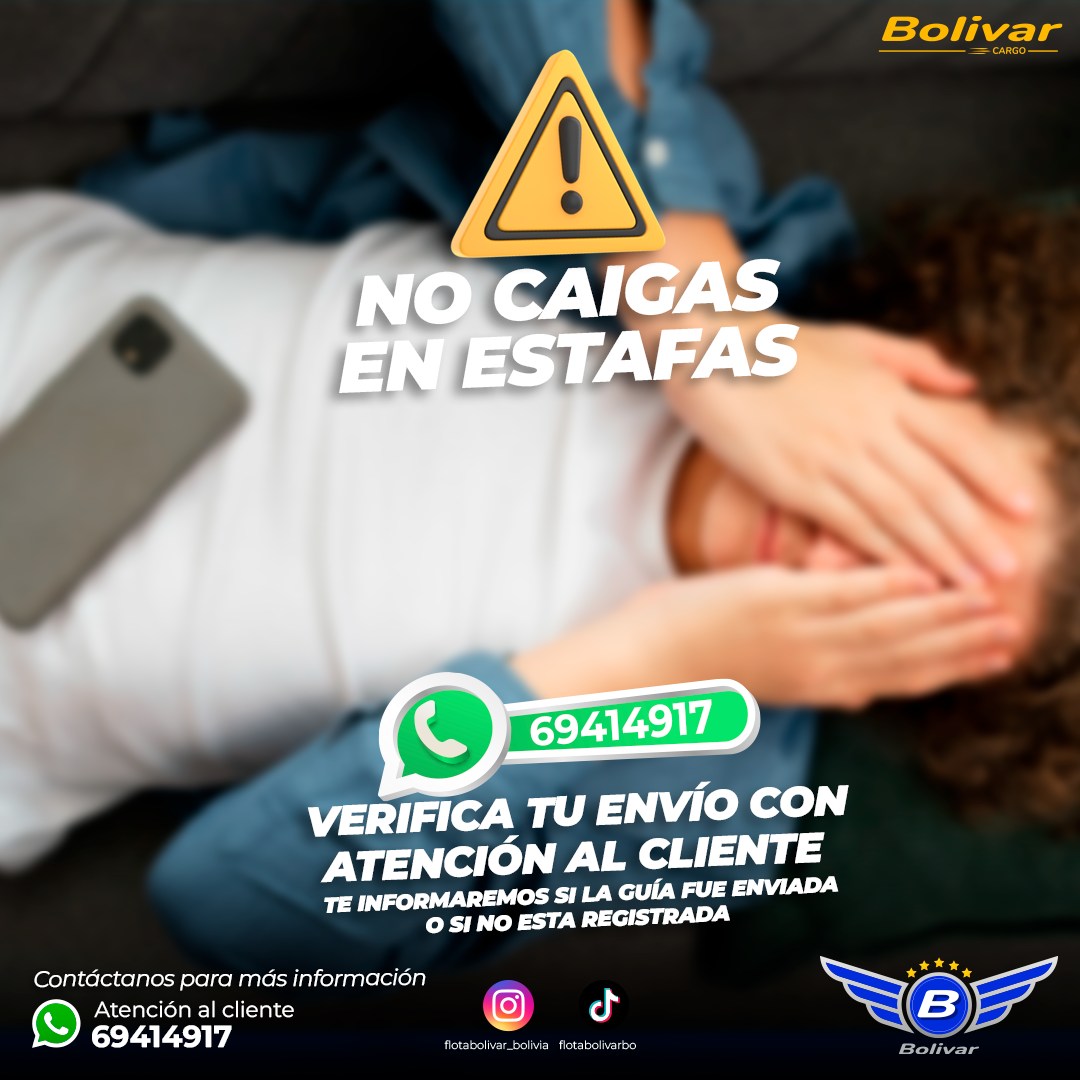 Bolivar
CARGO
NO CAIGAS
EN ESTAFAS
69414917
VERIFICA TU ENVÍO CON
ATENCIÓN AL CLIENTE
TE INFORMAREMOS SI LA GUÍA FUE ENVIADA
O SI NO ESTA REGISTRADA
Contáctanos para más información
Atención al cliente
69414917
flotabolivar_bolivia
flotabolivarbo
B
Bolivar